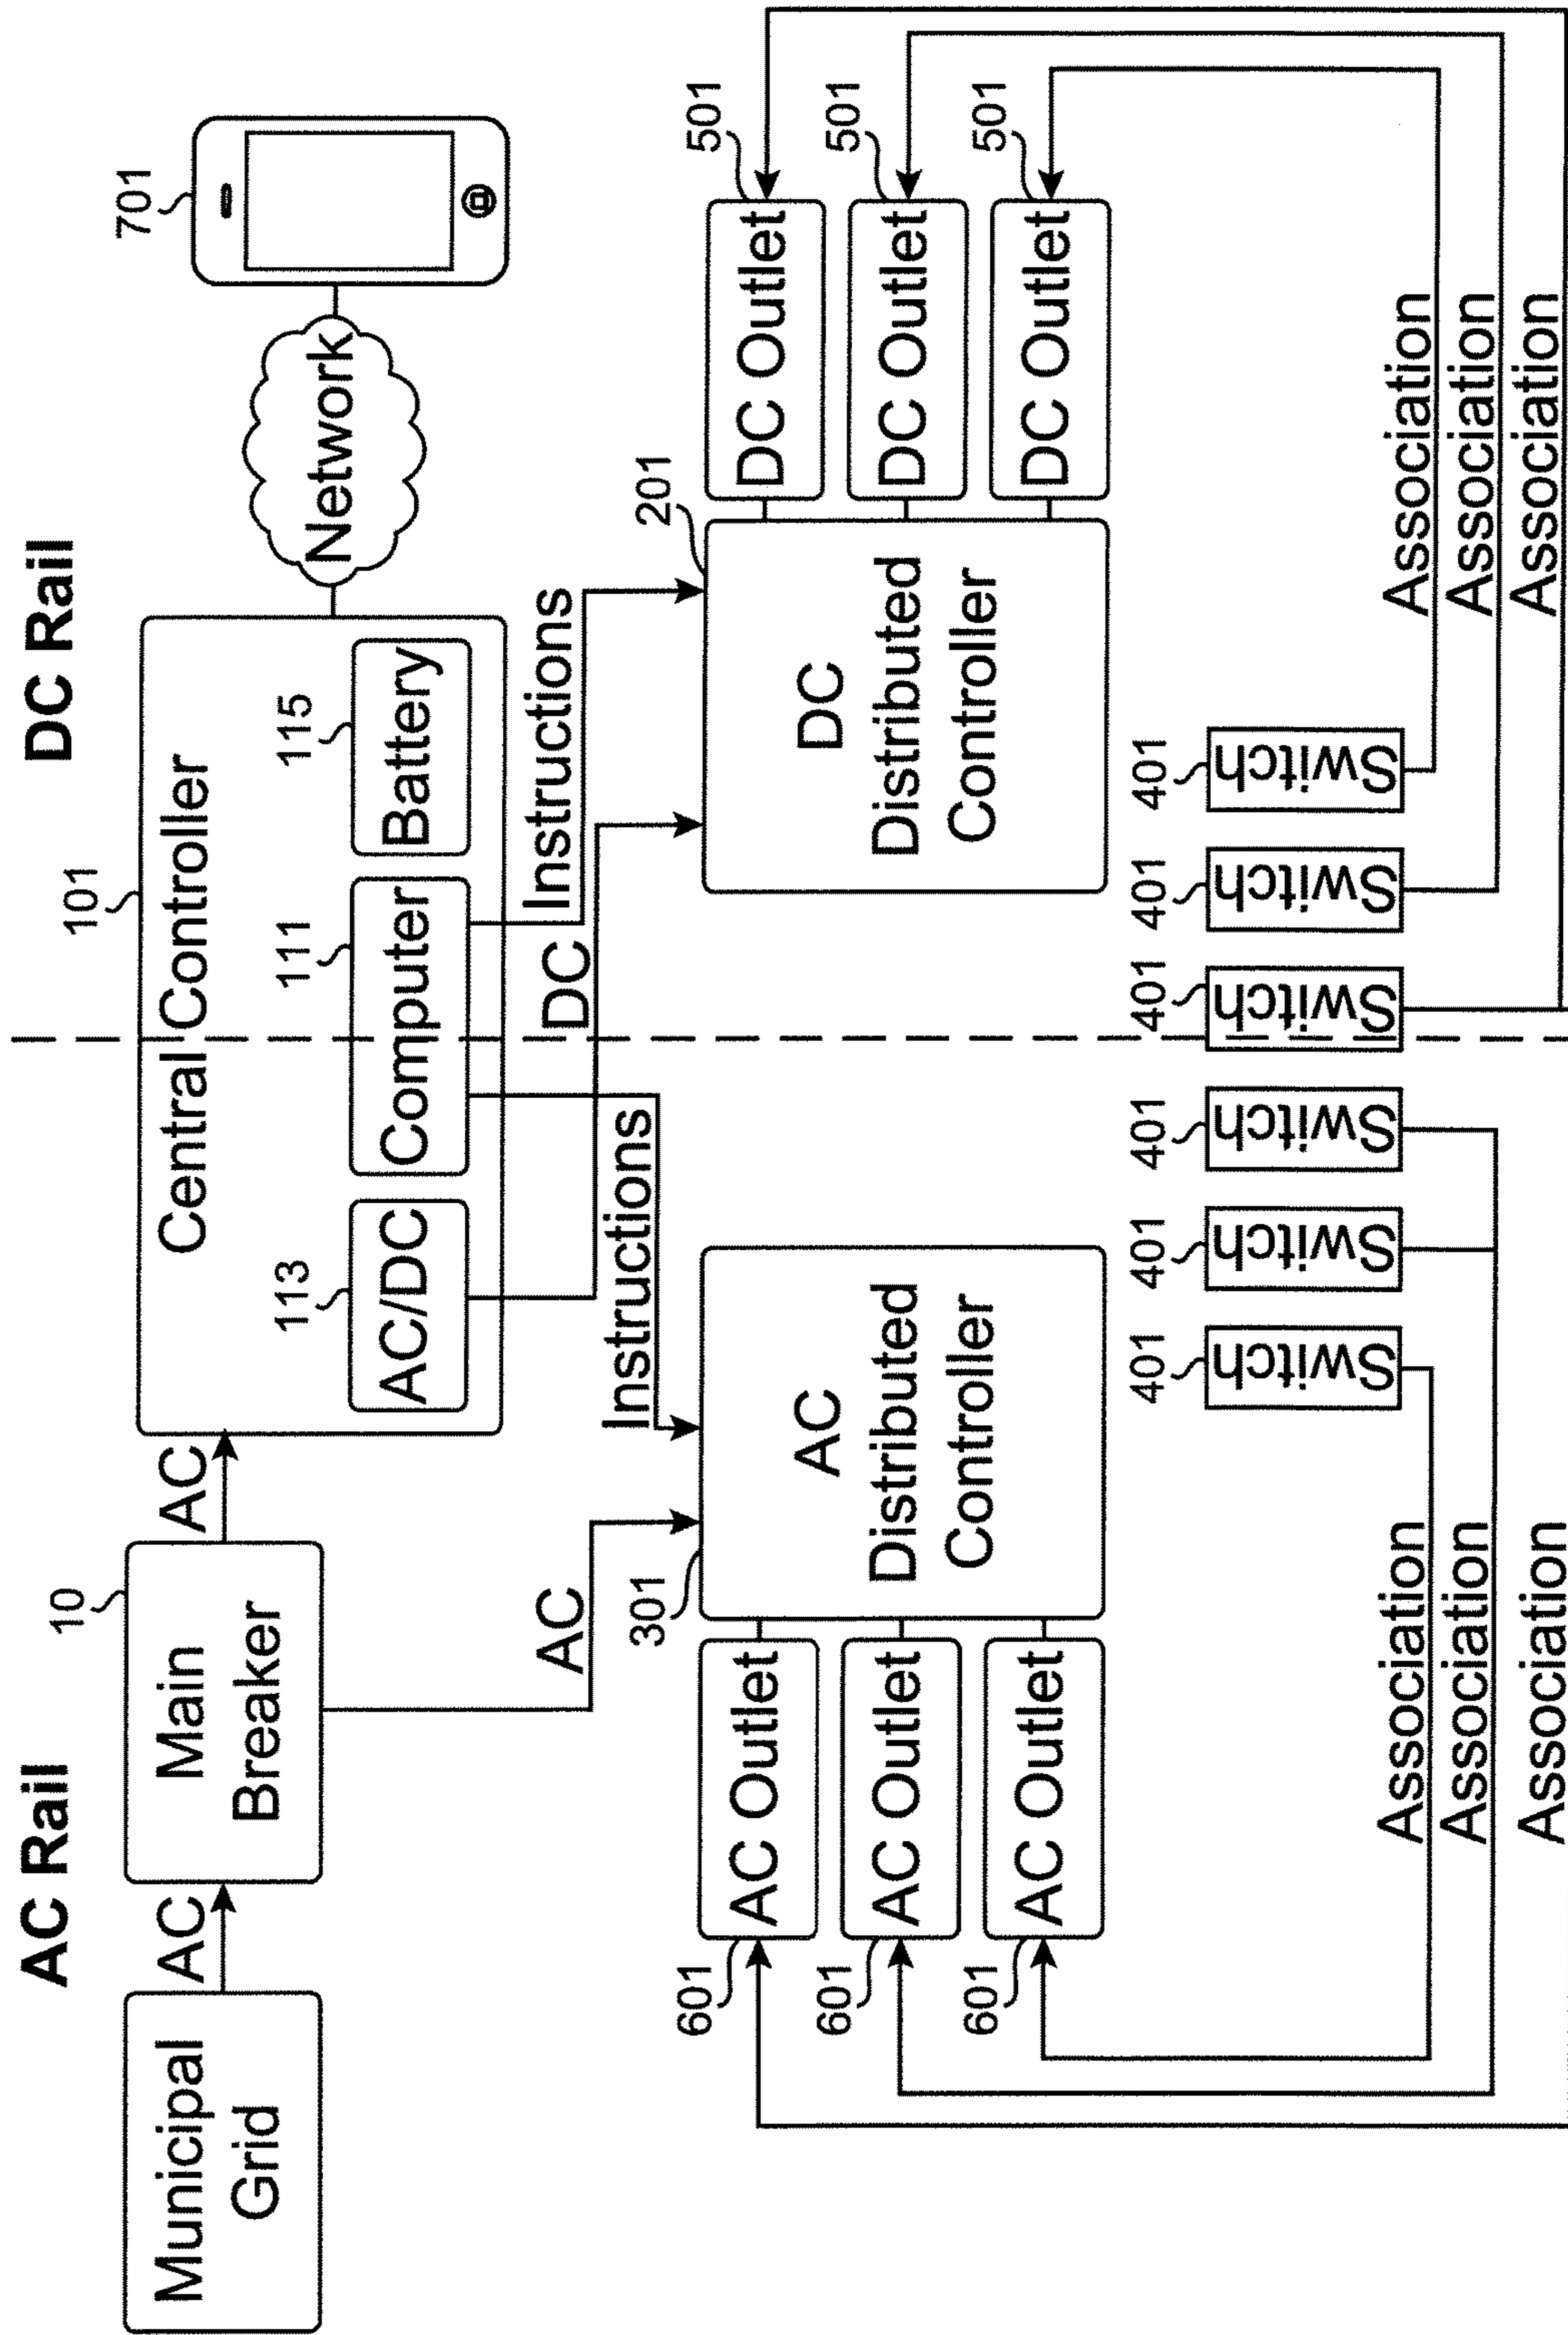 AC Rail
DC Rail
Municipal
Grid
AC
10
Main
Breaker
AC
101
Central Controller
113
AC/DC
111
Computer
115
Battery
Network
701
AC
Instructions
DC
Instructions
301
AC
Distributed
Controller
201
DC
Distributed
Controller
601
AC Outlet
601
AC Outlet
601
AC Outlet
DC Outlet
501
DC Outlet
501
DC Outlet
501
401
Switch
401
Switch
401
Switch
401
Switch
401
Switch
401
Switch
Association
Association
Association
Association
Association
Association